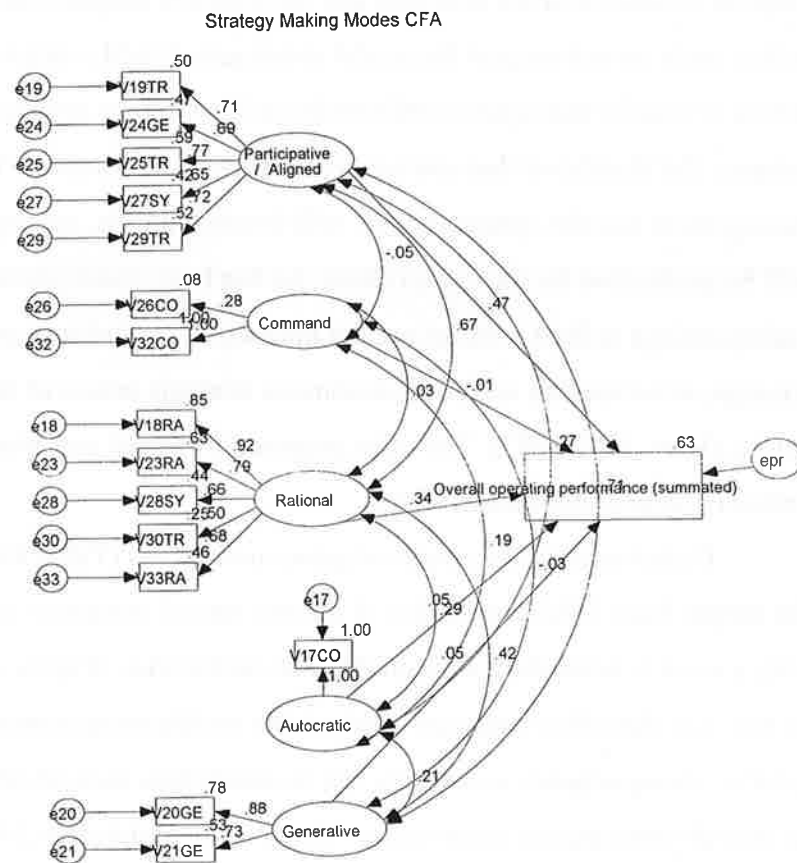 Strategy Making Modes CFA
.50
e19 V19TR
.71
.47
e24 V24GE
.69
.59
e25 V25TR
.77
Participative
/ Aligned
.42 .65
e27 V27SY
.72
.52
e29 V29TR
-.05
.47
.08
e26 V26CO
.28
Command
.67
1.00
1.00
e32 V32CO
.03
-.01
.85
e18 V18RA
.92
.63
e23 V23RA
.79
.27
.63
epr
.44
.66
e28 V28SY
Rational
.34
Overall operating performance (summated)
.71
.25 .50
e30 V30TR
.68
.46
e33 V33RA
.19
-.03
e17
.05
.29
1.00
V17CO
.05
.42
1.00
Autocratic
.21
.78
e20 V20GE
.88
.53
.73
Generative
e21 V21GE